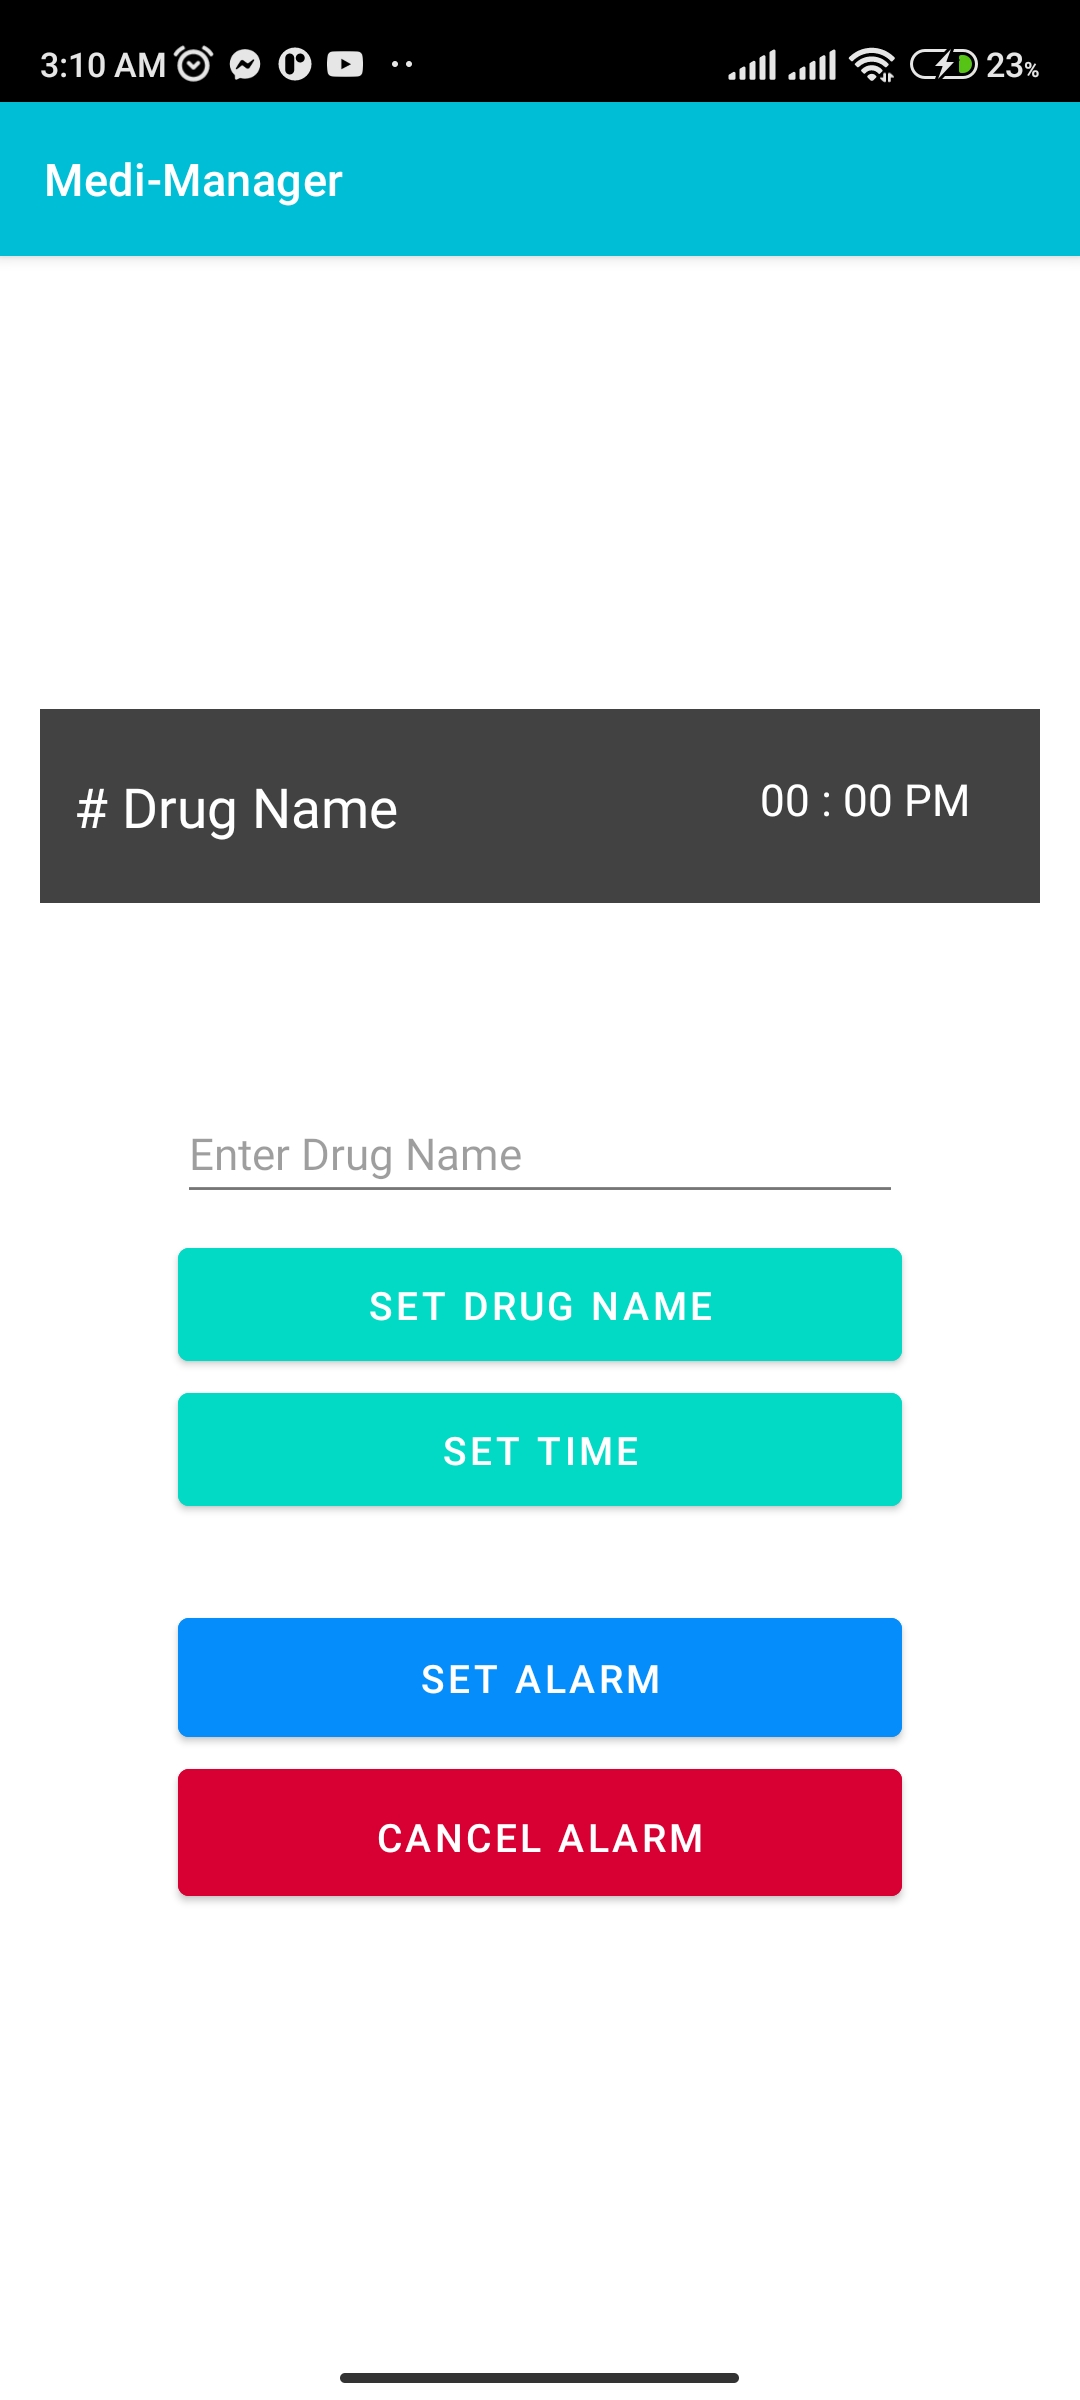 3:10 AM 23%
Medi-Manager
# Drug Name 00 : 00 PM
Enter Drug Name
SET DRUG NAME
SET TIME
SET ALARM
CANCEL ALARM